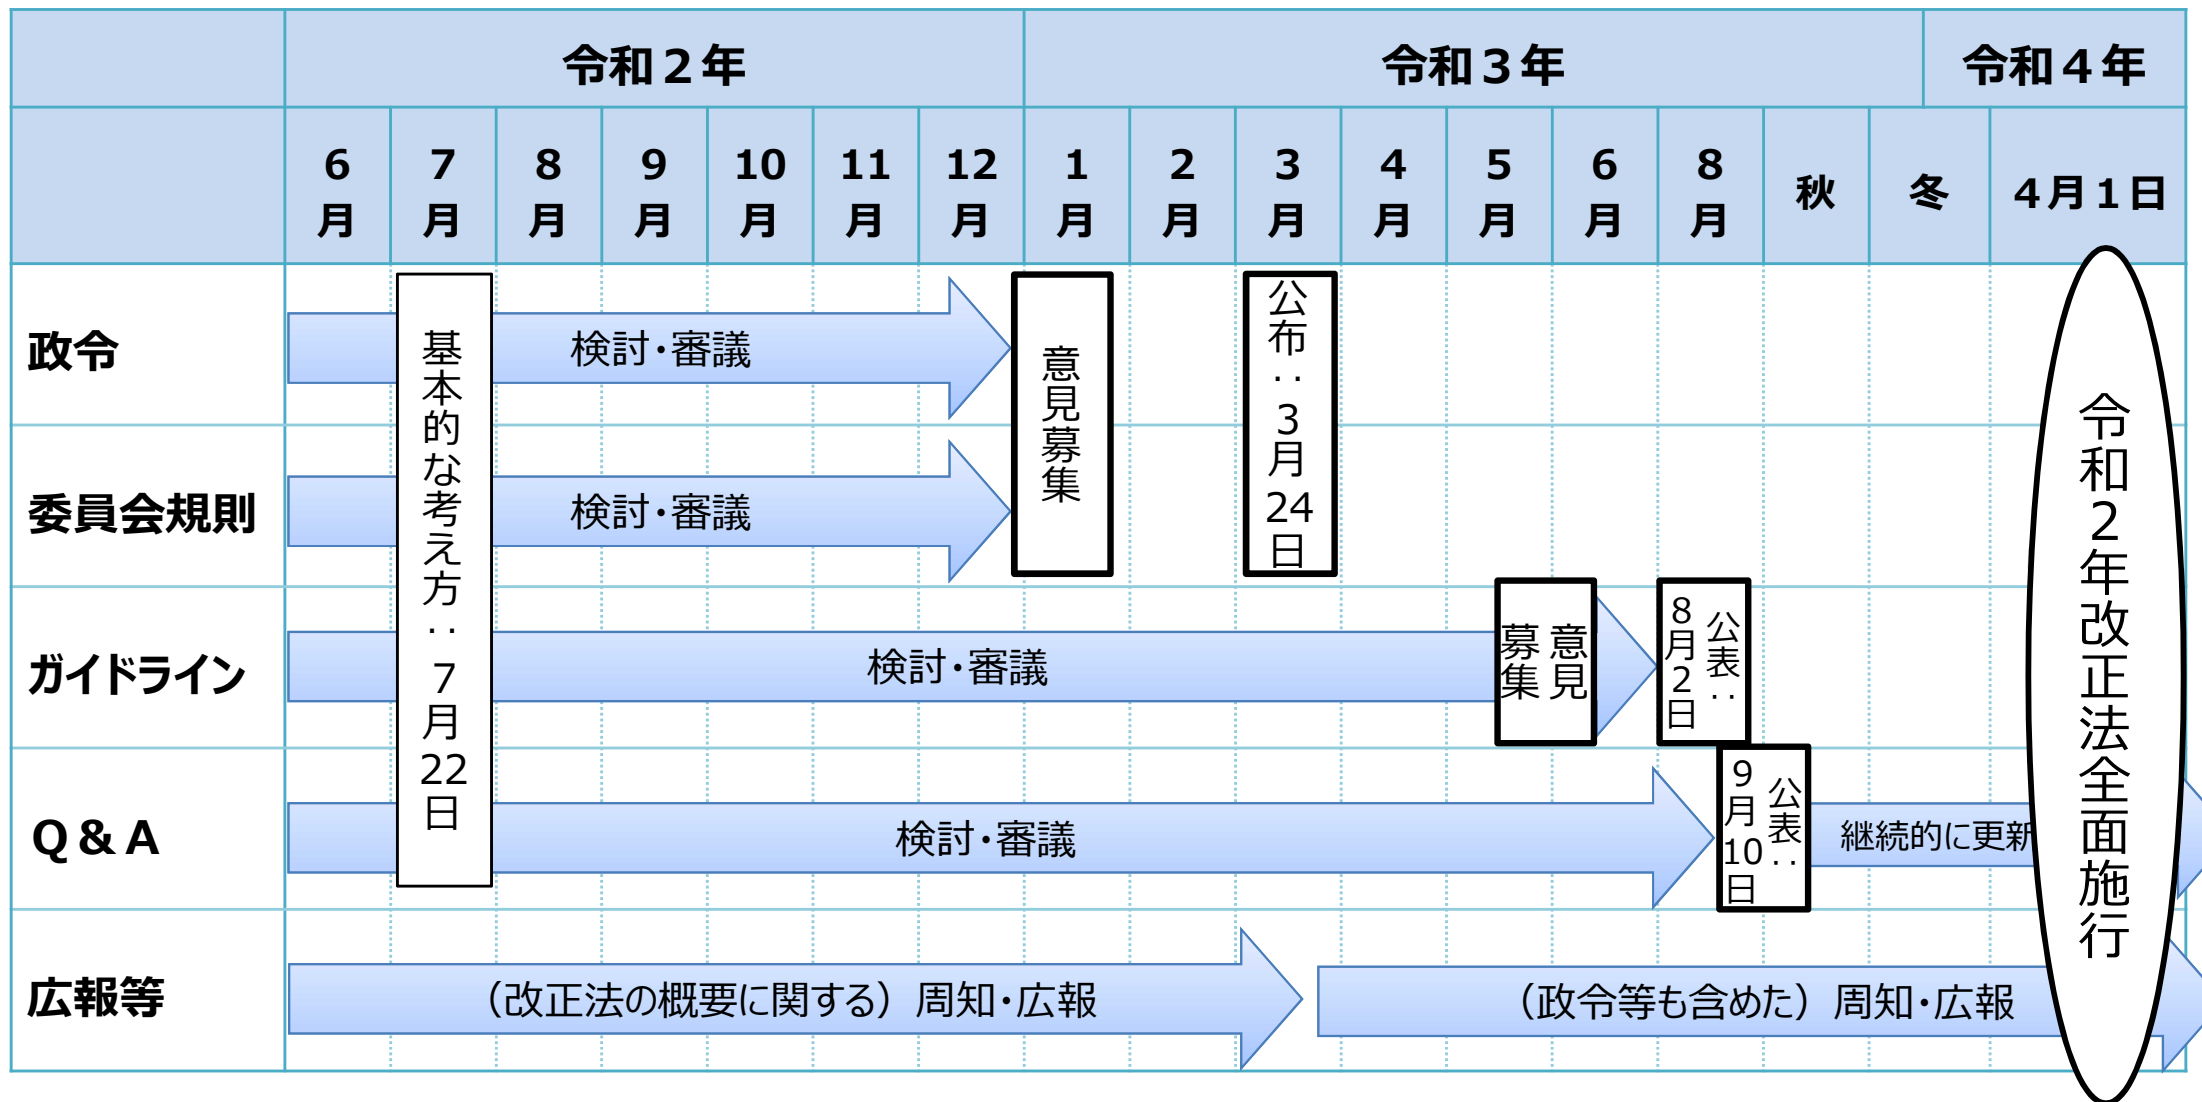 令和２年
令和３年
令和４年
6月
7月
8月
9月
10月
11月
12月
1月
2月
3月
4月
5月
6月
8月
秋
冬
４月１日
政令
検討・審議
委員会規則
検討・審議
ガイドライン
検討・審議
Ｑ＆Ａ
検討・審議
継続的に更新
広報等
（改正法の概要に関する）周知・広報
（政令等も含めた）周知・広報
基本的な考え方：7月22日
意見募集
公布：3月24日
意見
募集
公表：
8月2日
公表：
9月10日
令和２年改正法全面施行